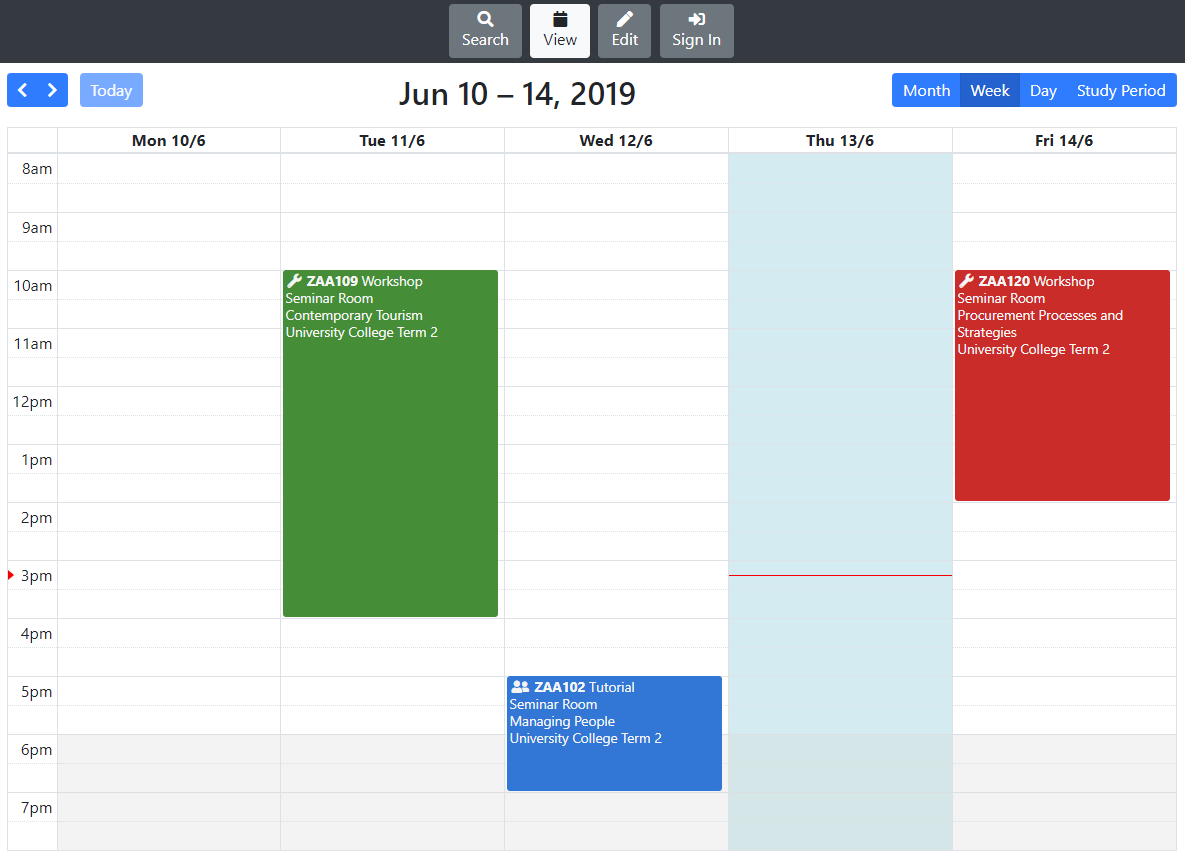 Search View Edit Sign In
Today Jun 10 – 14, 2019 Month Week Day Study Period
Mon 10/6 Tue 11/6 Wed 12/6 Thu 13/6 Fri 14/6
8am
9am
10am
ZAA109 Workshop
Seminar Room
Contemporary Tourism
University College Term 2
ZAA120 Workshop
Seminar Room
Procurement Processes and
Strategies
University College Term 2
11am
12pm
1pm
2pm
3pm
4pm
5pm
ZAA102 Tutorial
Seminar Room
Managing People
University College Term 2
6pm
7pm